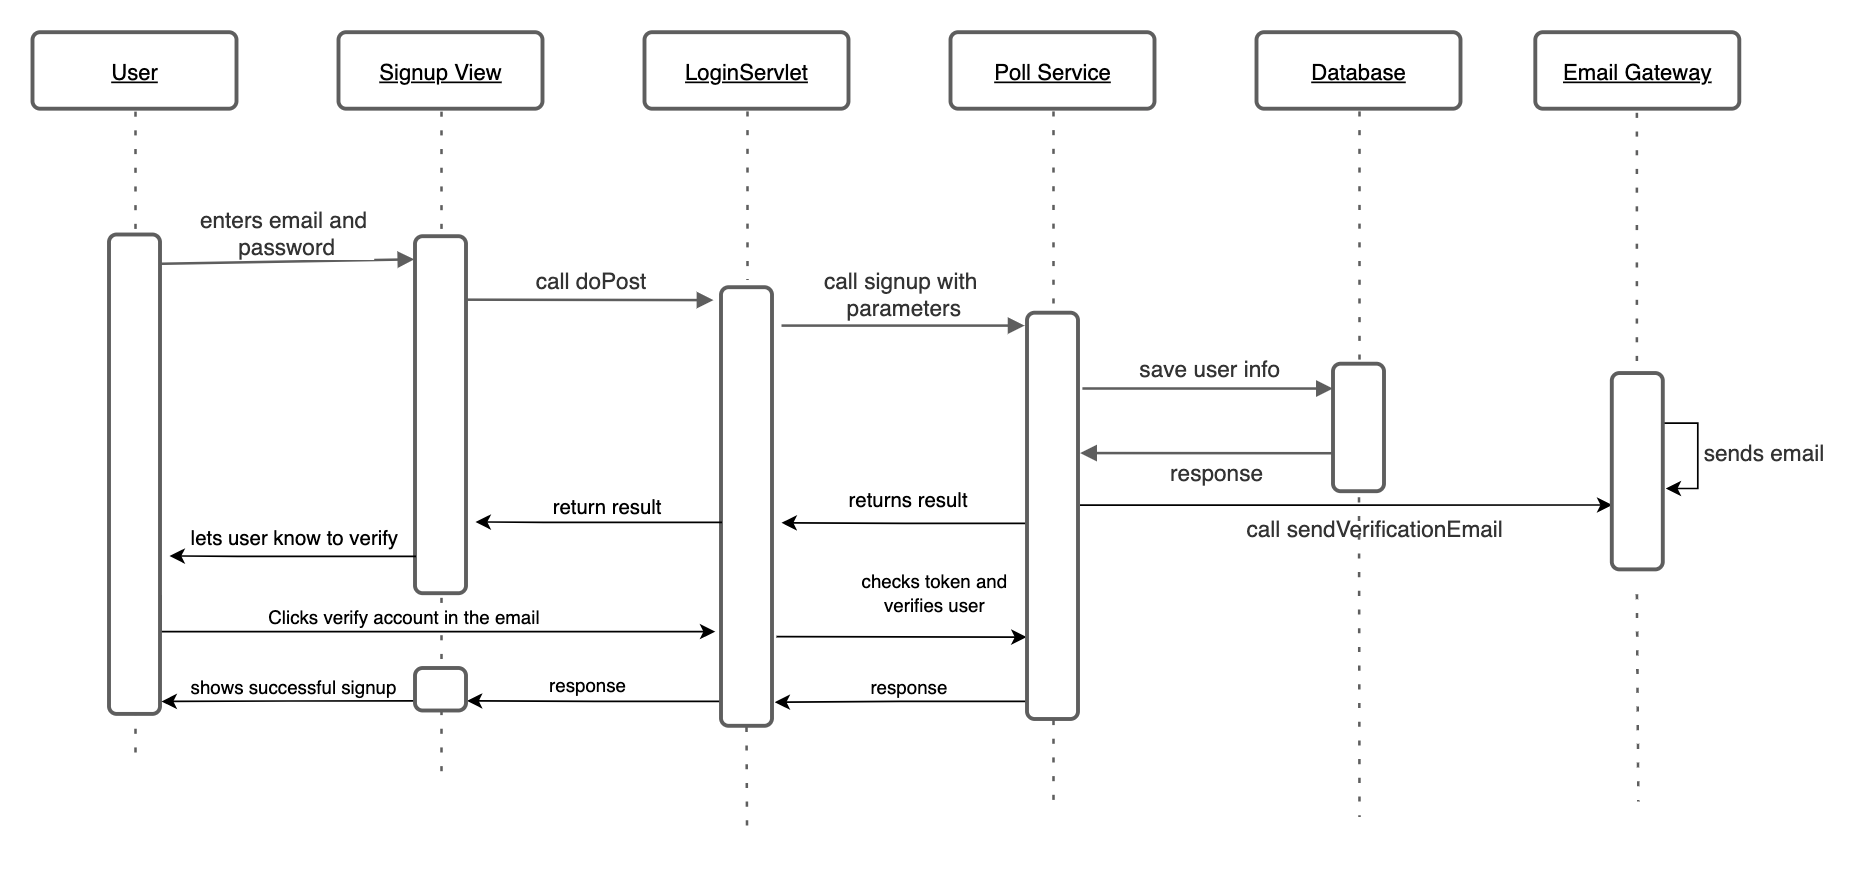 User
Signup View
LoginServlet
Poll Service
Database
Email Gateway
enters email and
password
call doPost
call signup with
parameters
save user info
sends email
response
returns result
return result
call sendVerificationEmail
lets user know to verify
checks token and
verifies user
Clicks verify account in the email
shows successful signup
response
response